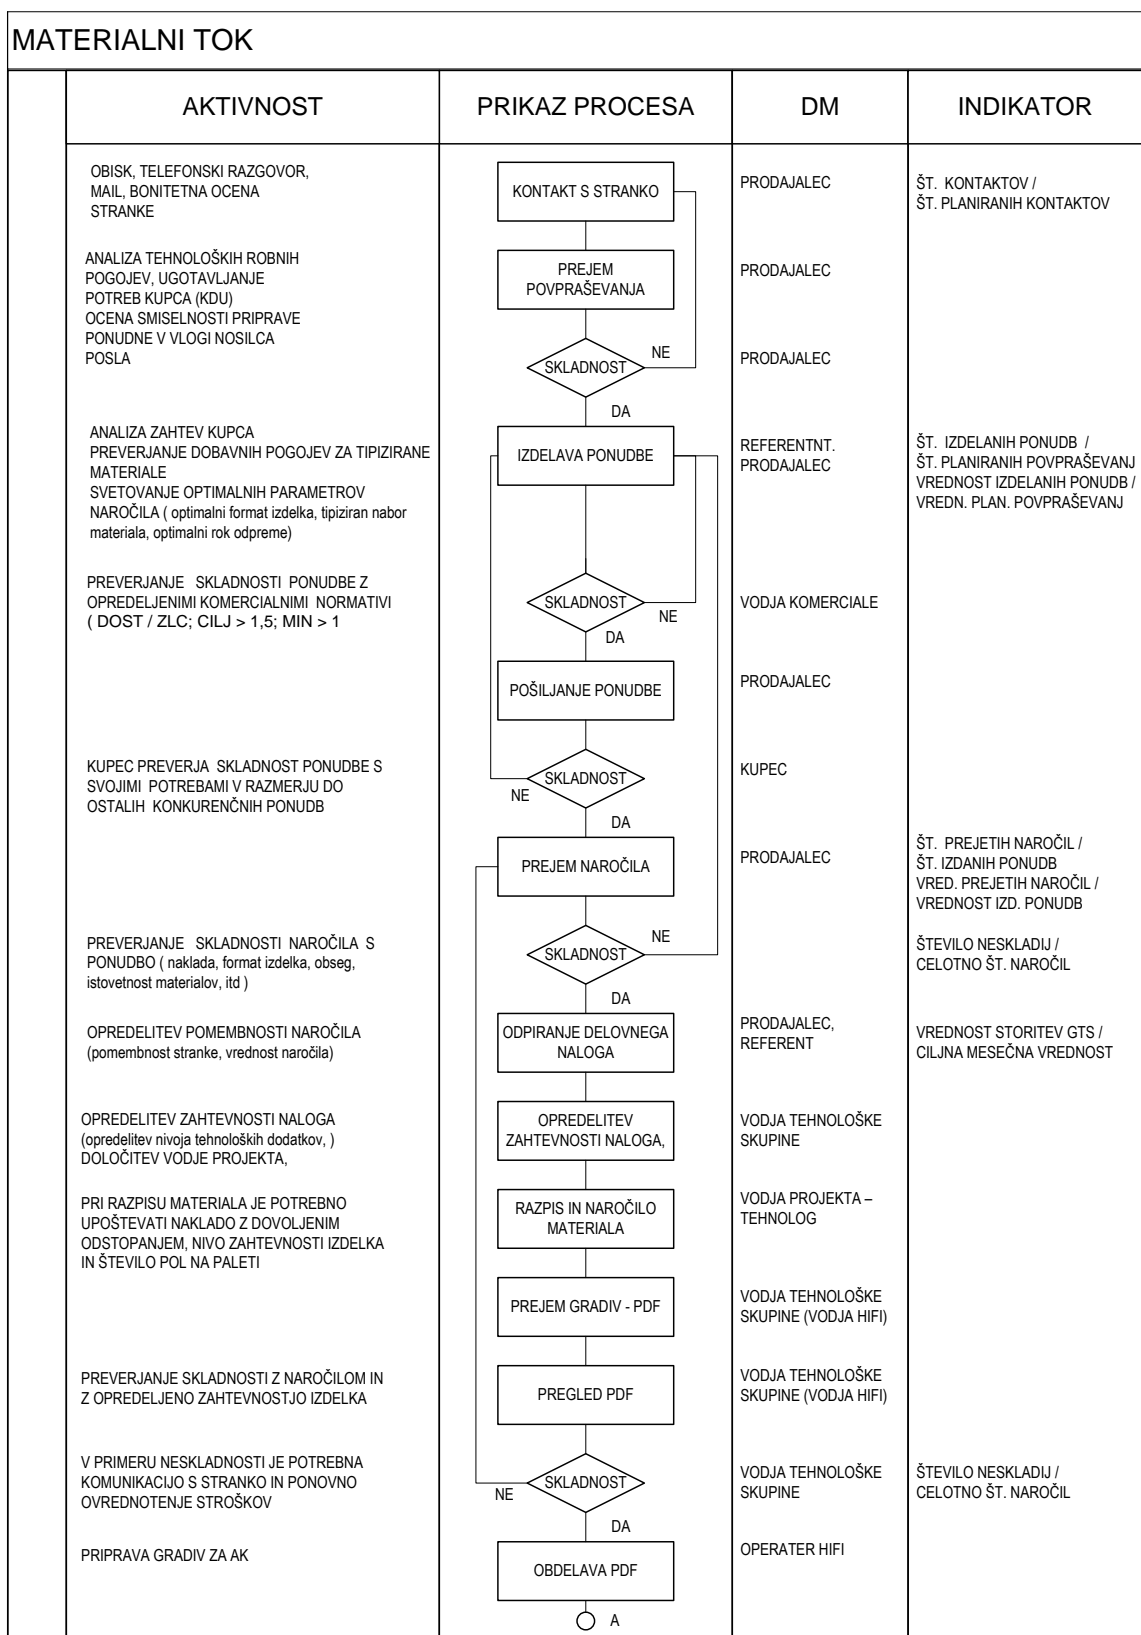 MATERIALNI TOK
AKTIVNOST
PRIKAZ PROCESA
DM
INDIKATOR
OBISK, TELEFONSKI RAZGOVOR,
MAIL, BONITETNA OCENA
STRANKE
KONTAKT S STRANKO
PRODAJALEC
ŠT. KONTAKTOV /
ŠT. PLANIRANIH KONTAKTOV
ANALIZA TEHNOLOŠKIH ROBNIH
POGOJEV, UGOTAVLJANJE
POTREB KUPCA (KDU)
OCENA SMISELNOSTI PRIPRAVE
PONUDNE V VLOGI NOSILCA
POSLA
PREJEM
POVPRAŠEVANJA
PRODAJALEC
SKLADNOST
NE
DA
PRODAJALEC
ANALIZA ZAHTEV KUPCA
PREVERJANJE DOBAVNIH POGOJEV ZA TIPIZIRANE
MATERIALE
SVETOVANJE OPTIMALNIH PARAMETROV
NAROČILA ( optimalni format izdelka, tipiziran nabor
materiala, optimalni rok odpreme)
IZDELAVA PONUDBE
REFERENTNT.
PRODAJALEC
ŠT. IZDELANIH PONUDB /
ŠT. PLANIRANIH POVPRAŠEVANJ
VREDNOST IZDELANIH PONUDB /
VREDN. PLAN. POVPRAŠEVANJ
PREVERJANJE SKLADNOSTI PONUDBE Z
OPREDELJENIMI KOMERCIALNIMI NORMATIVI
( DOST / ZLC; CILJ > 1,5; MIN > 1
SKLADNOST
NE
DA
VODJA KOMERCIALE
POŠILJANJE PONUDBE
PRODAJALEC
KUPEC PREVERJA SKLADNOST PONUDBE S
SVOJIMI POTREBAMI V RAZMERJU DO
OSTALIH KONKURENČNIH PONUDB
SKLADNOST
NE
DA
KUPEC
PREJEM NAROČILA
PRODAJALEC
ŠT. PREJETIH NAROČIL /
ŠT. IZDANIH PONUDB
VRED. PREJETIH NAROČIL /
VREDNOST IZD. PONUDB
PREVERJANJE SKLADNOSTI NAROČILA S
PONUDBO ( naklada, format izdelka, obseg,
istovetnost materialov, itd )
SKLADNOST
NE
DA
ŠTEVILO NESKLADIJ /
CELOTNO ŠT. NAROČIL
OPREDELITEV POMEMBNOSTI NAROČILA
(pomembnost stranke, vrednost naročila)
ODPIRANJE DELOVNEGA
NALOGA
PRODAJALEC,
REFERENT
VREDNOST STORITEV GTS /
CILJNA MESEČNA VREDNOST
OPREDELITEV ZAHTEVNOSTI NALOGA
(opredelitev nivoja tehnoloških dodatkov, )
DOLOČITEV VODJE PROJEKTA,
OPREDELITEV
ZAHTEVNOSTI NALOGA,
VODJA TEHNOLOŠKE
SKUPINE
PRI RAZPISU MATERIALA JE POTREBNO
UPOŠTEVATI NAKLADO Z DOVOLJENIM
ODSTOPANJEM, NIVO ZAHTEVNOSTI IZDELKA
IN ŠTEVILO POL NA PALETI
RAZPIS IN NAROČILO
MATERIALA
VODJA PROJEKTA –
TEHNOLOG
PREJEM GRADIV - PDF
VODJA TEHNOLOŠKE
SKUPINE (VODJA HIFI)
PREVERJANJE SKLADNOSTI Z NAROČILOM IN
Z OPREDELJENO ZAHTEVNOSTJO IZDELKA
PREGLED PDF
VODJA TEHNOLOŠKE
SKUPINE (VODJA HIFI)
V PRIMERU NESKLADNOSTI JE POTREBNA
KOMUNIKACIJO S STRANKO IN PONOVNO
OVREDNOTENJE STROŠKOV
SKLADNOST
NE
DA
VODJA TEHNOLOŠKE
SKUPINE
ŠTEVILO NESKLADIJ /
CELOTNO ŠT. NAROČIL
PRIPRAVA GRADIV ZA AK
OBDELAVA PDF
OPERATER HIFI
A